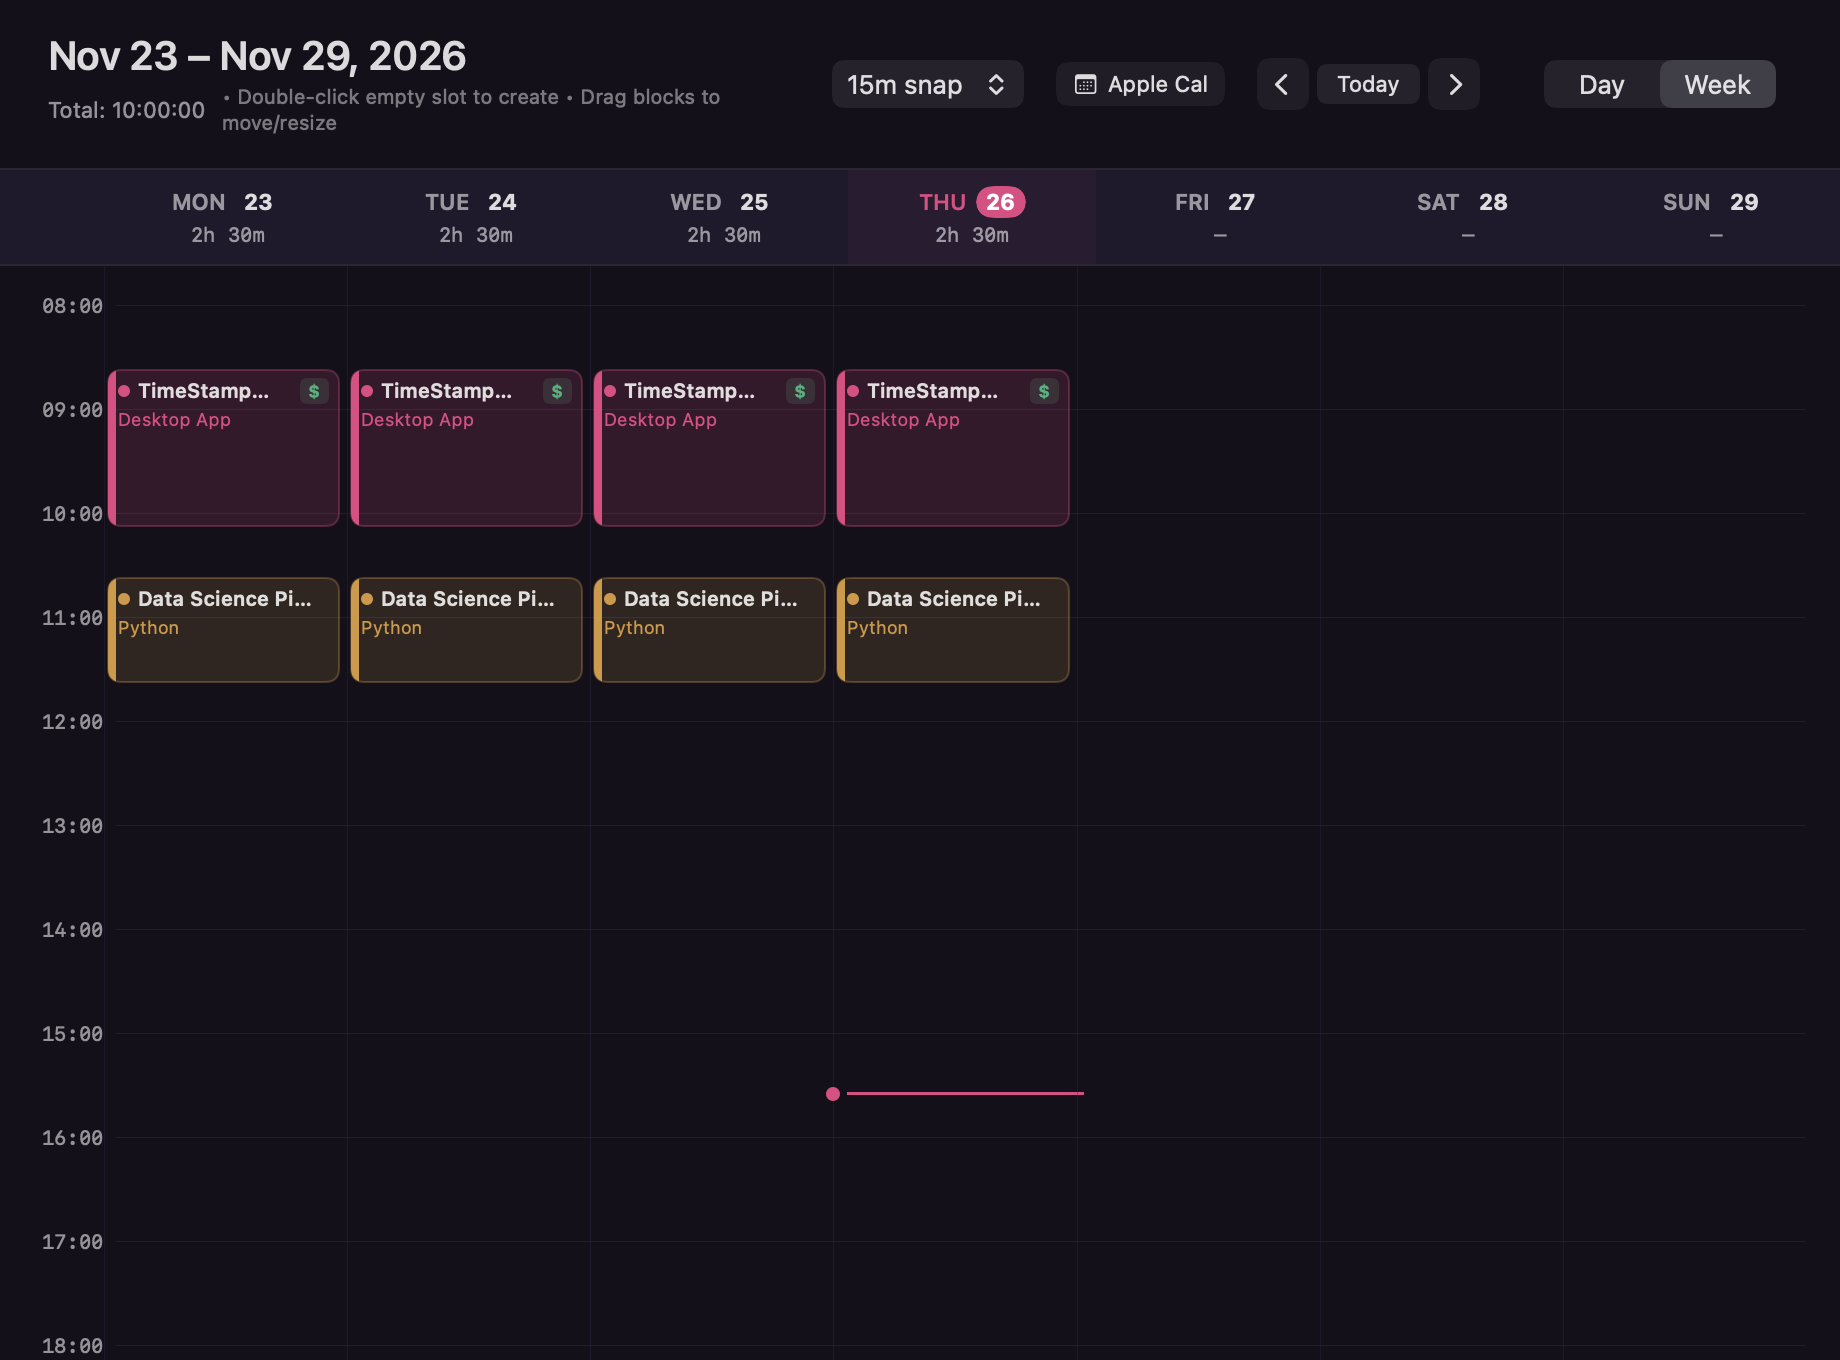 Nov 23 – Nov 29, 2026
Total: 10:00:00 • Double-click empty slot to create • Drag blocks to
move/resize
15m snap
Apple Cal
Today
Day Week
MON 23 TUE 24 WED 25 THU 26 FRI 27 SAT 28 SUN 29
2h 30m 2h 30m 2h 30m 2h 30m – – –
08:00
TimeStamp... $ TimeStamp... $ TimeStamp... $ TimeStamp... $
09:00
Desktop App Desktop App Desktop App Desktop App
10:00
Data Science Pi... Data Science Pi... Data Science Pi... Data Science Pi...
11:00
Python Python Python Python
12:00
13:00
14:00
15:00
16:00
17:00
18:00